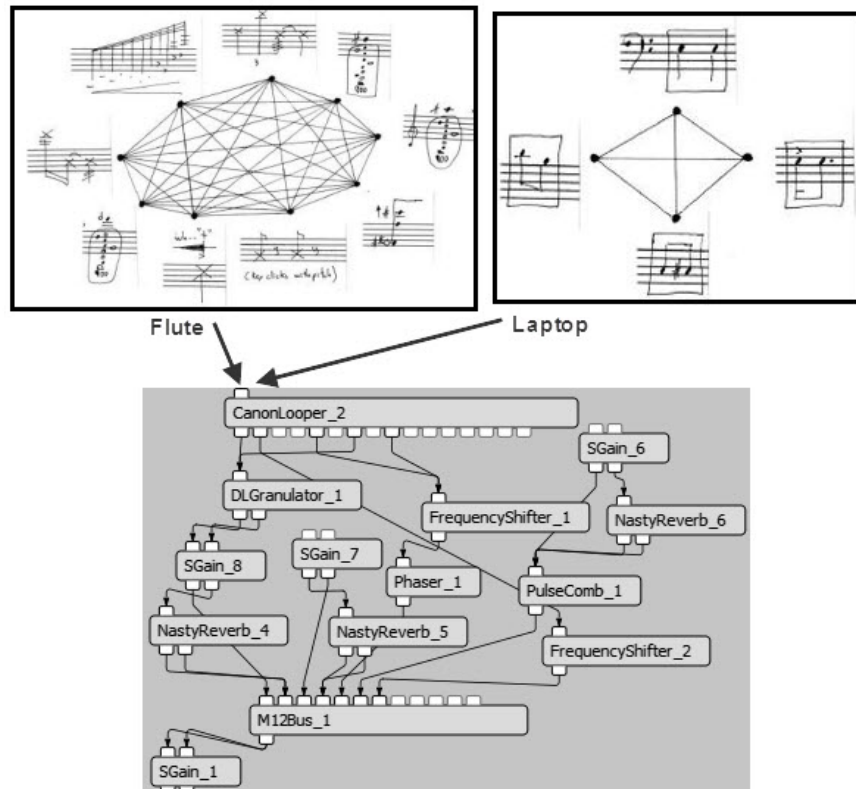 (key clicks with pitch)
Flute
Laptop
CanonLooper_2
SGain_6
DLGranulator_1
FrequencyShifter_1
NastyReverb_6
SGain_8
SGain_7
Phaser_1
PulseComb_1
NastyReverb_4
NastyReverb_5
FrequencyShifter_2
M12Bus_1
SGain_1